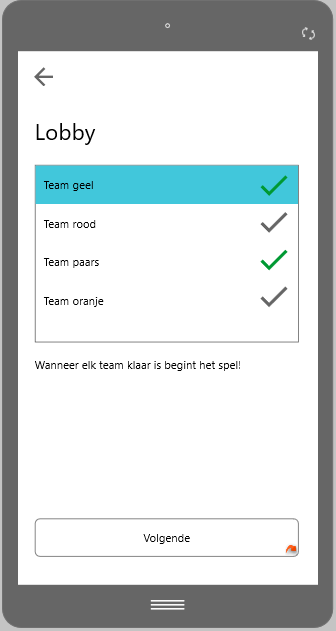 Lobby
Team geel
Team rood
Team paars
Team oranje
Wanneer elk team klaar is begint het spel!
Volgende